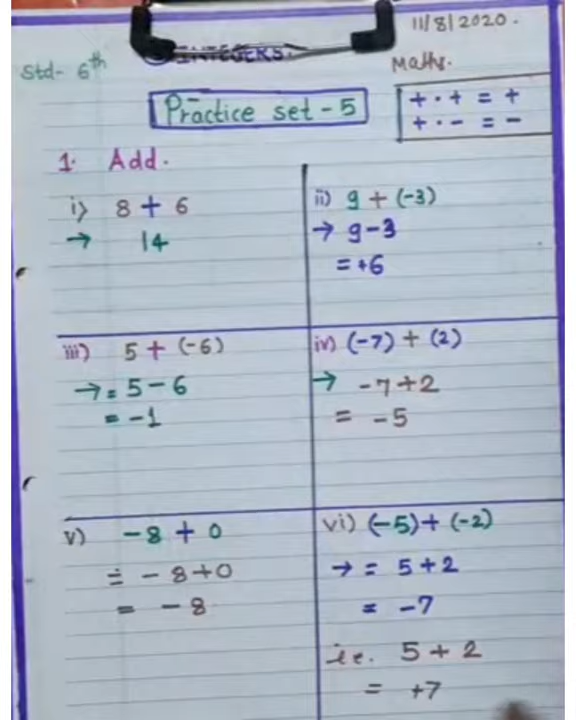 11/8/2020.
Std- 6th
INTEGERS.
Maths.
Practice set - 5
+ · + = +
+ · - = -
1. Add.
i) 8 + 6
→ 14
ii) 9 + (-3)
→ 9-3
= +6
iii) 5 + (-6)
→ = 5 - 6
= -1
iv) (-7) + (2)
→ -7+2
= -5
v) -8 + 0
= - 8+0
= - 8
vi) (-5) + (-2)
→ = 5+2
= -7
i.e. 5 + 2
= +7